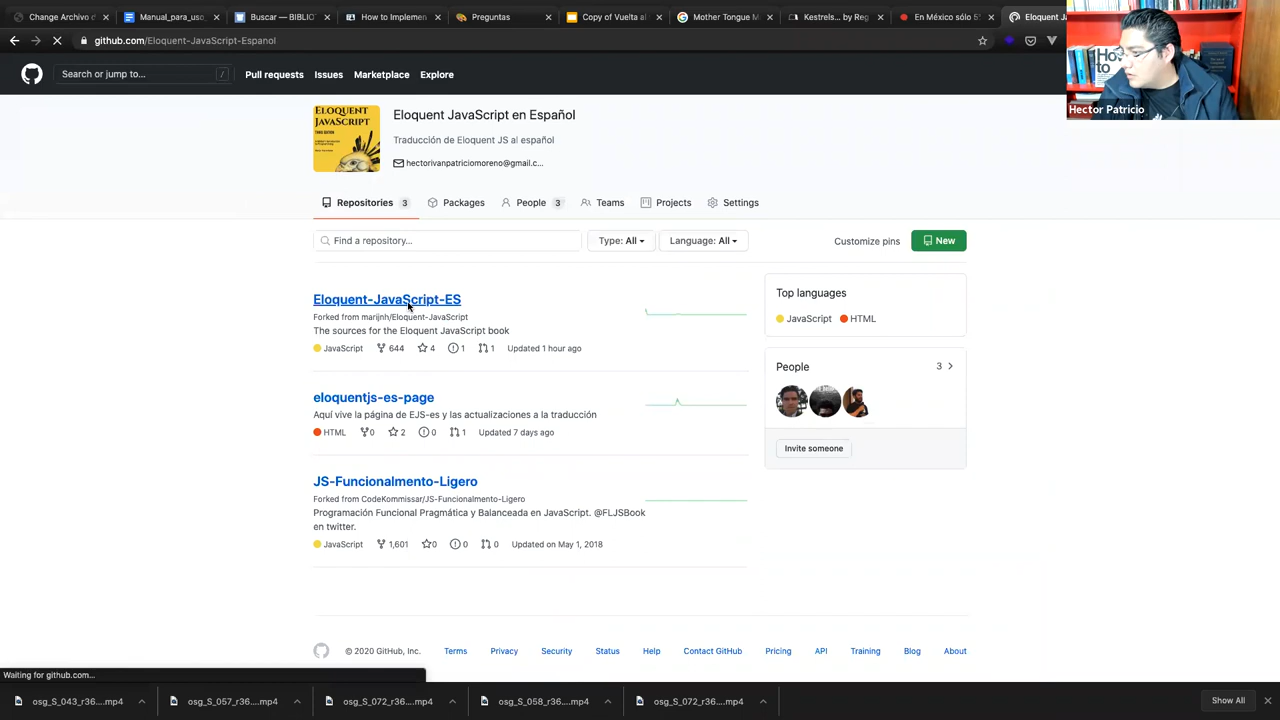 Change Archivo d
Manual_para_uso_
Buscar — BIBLIOT
How to Implemen
Preguntas
Copy of Vuelta al
Mother Tongue M
Kestrels... by Reg
En México sólo 5
Eloquent Ja
github.com/Eloquent-JavaScript-Espanol
Search or jump to...
/
Pull requests
Issues
Marketplace
Explore
Hector Patricio
ELOQUENT
JAVASCRIPT
Eloquent JavaScript en Español
Traducción de Eloquent JS al español
hectorivanpatriciomoreno@gmail.c...
Repositories 3
Packages
People 3
Teams
Projects
Settings
Find a repository...
Type: All
Language: All
Customize pins
New
Eloquent-JavaScript-ES
Forked from marijnh/Eloquent-JavaScript
The sources for the Eloquent JavaScript book
JavaScript 644 4 1 1 Updated 1 hour ago
eloquentjs-es-page
Aquí vive la página de EJS-es y las actualizaciones a la traducción
HTML 0 2 0 1 Updated 7 days ago
JS-Funcionalmento-Ligero
Forked from CodeKommissar/JS-Funcionalmento-Ligero
Programación Funcional Pragmática y Balanceada en JavaScript. @FLJSBook
en twitter.
JavaScript 1,601 0 0 0 Updated on May 1, 2018
Top languages
JavaScript HTML
People 3
Invite someone
© 2020 GitHub, Inc. Terms Privacy Security Status Help Contact GitHub Pricing API Training Blog About
Waiting for github.com...
osg_S_043_r36....mp4
osg_S_057_r36....mp4
osg_S_072_r36....mp4
osg_S_058_r36....mp4
osg_S_072_r36....mp4
Show All